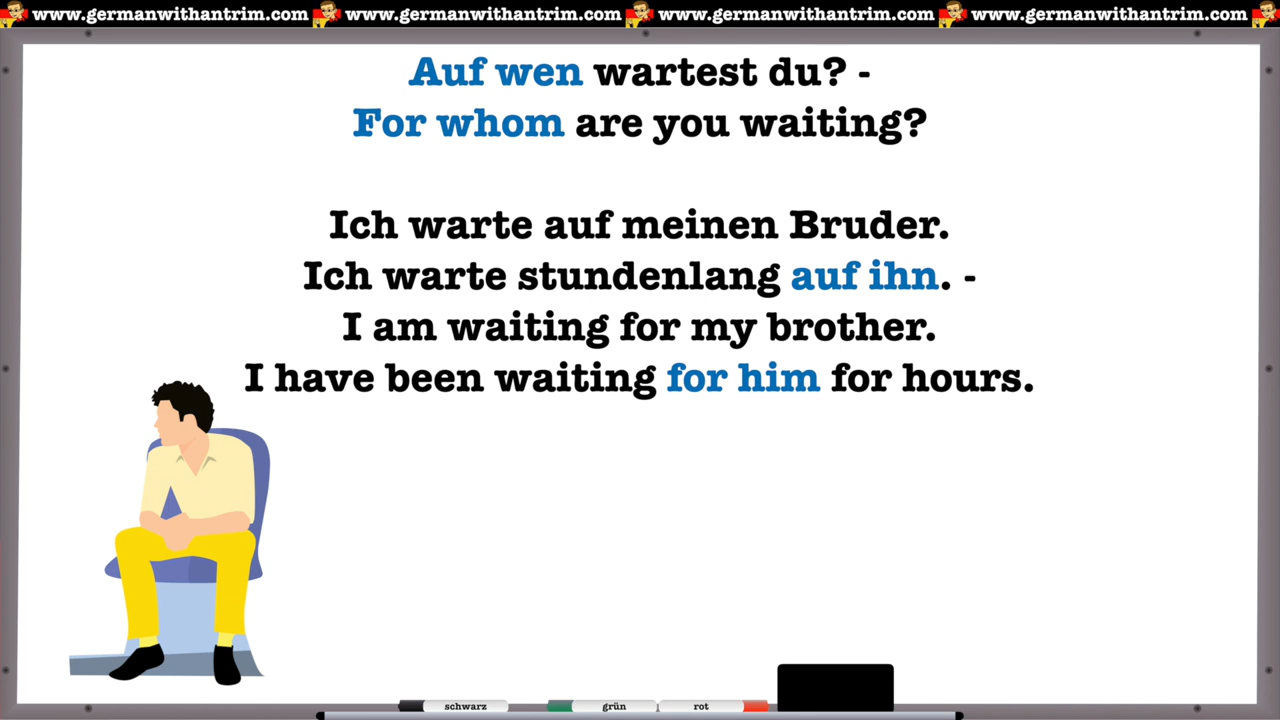 www.germanwithantrim.com www.germanwithantrim.com www.germanwithantrim.com www.germanwithantrim.com
Auf wen wartest du? -
For whom are you waiting?
Ich warte auf meinen Bruder.
Ich warte stundenlang auf ihn. -
I am waiting for my brother.
I have been waiting for him for hours.
schwarz grün rot